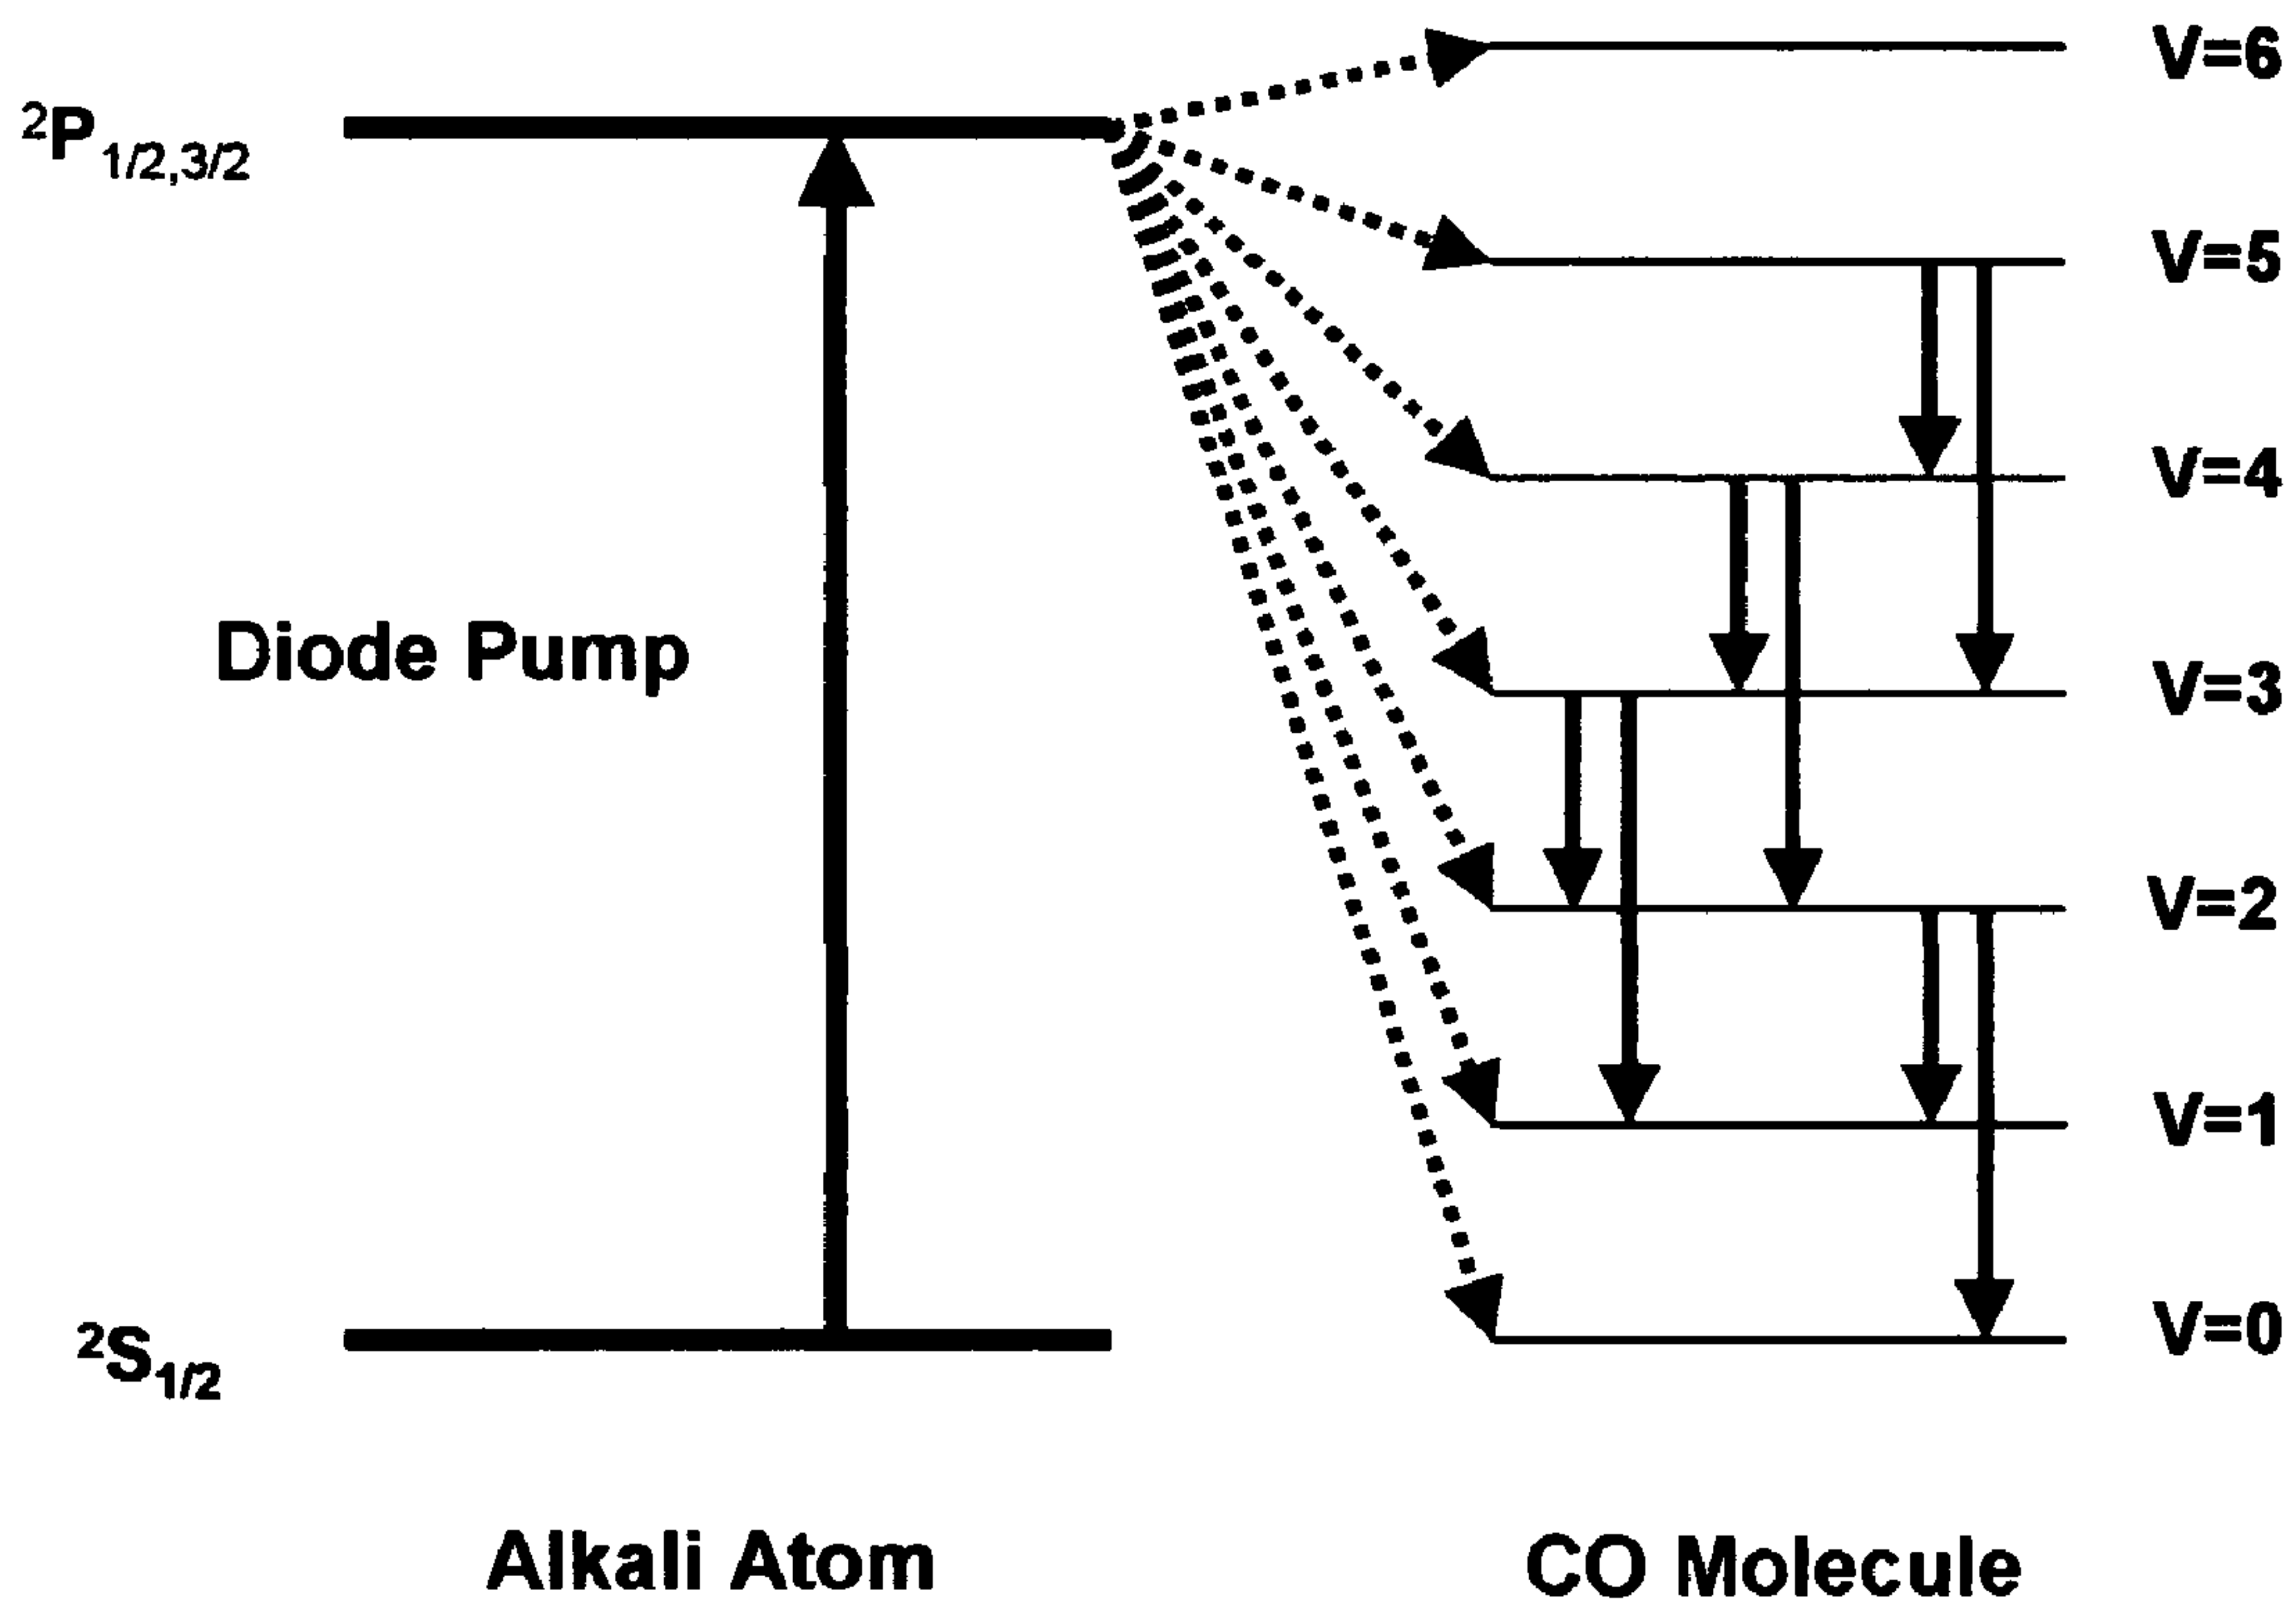 V=6
²P₁/₂,₃/₂
V=5
V=4
Diode Pump
V=3
V=2
V=1
²S₁/₂
V=0
Alkali Atom
CO Molecule